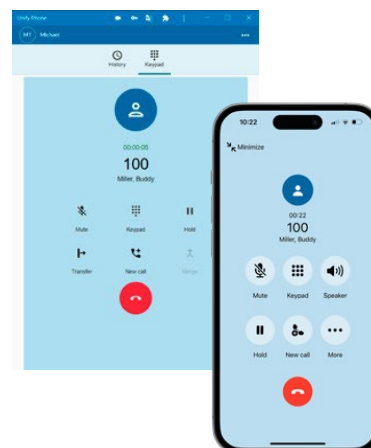 Unify Phone
MT Michael
History Keypad
00:00:05
100
Miller, Buddy
Mute Keypad Hold
Transfer New call Merge
10:22
Minimize
00:22
100
Miller, Buddy
Mute Keypad Speaker
Hold New call More